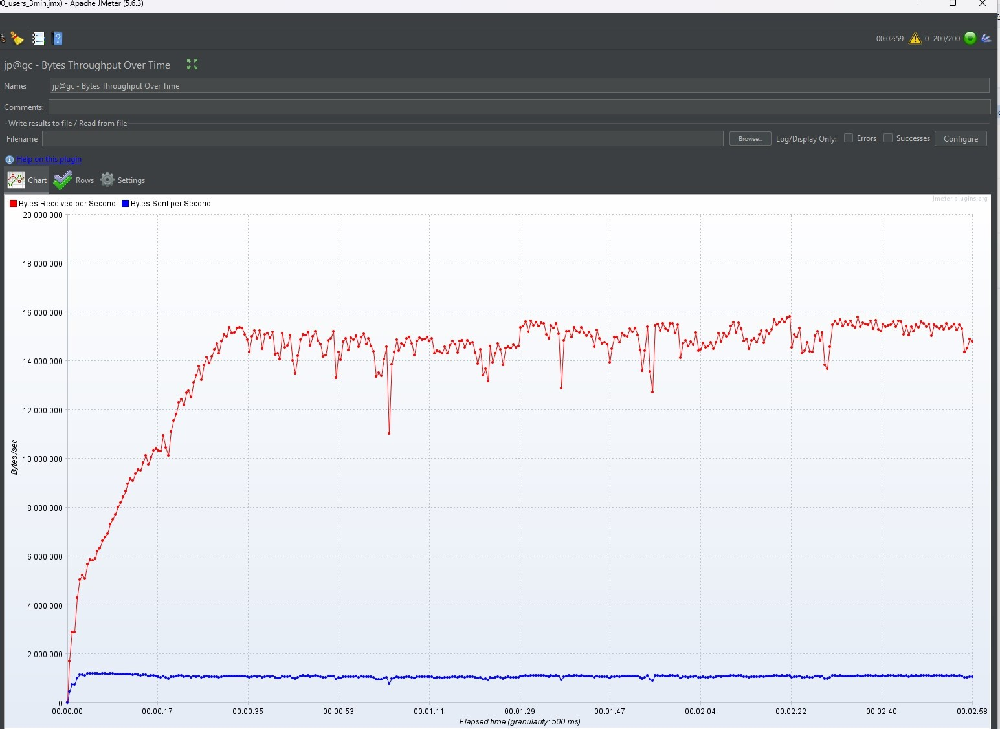 0_users_3min.jmx) - Apache JMeter (5.6.3)
00:02:59 0 200/200
jp@gc - Bytes Throughput Over Time
Name: jp@gc - Bytes Throughput Over Time
Comments:
Write results to file / Read from file
Filename Browse... Log/Display Only: Errors Successes Configure
Help on this plugin
Chart Rows Settings
jmeter-plugins.org
Bytes Received per Second Bytes Sent per Second
20 000 000
18 000 000
16 000 000
14 000 000
12 000 000
10 000 000
8 000 000
6 000 000
4 000 000
2 000 000
0
Bytes /sec
00:00:00 00:00:17 00:00:35 00:00:53 00:01:11 00:01:29 00:01:47 00:02:04 00:02:22 00:02:40 00:02:58
Elapsed time (granularity: 500 ms)